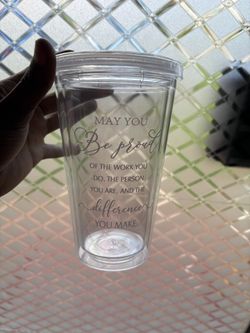 MAY YOU
Be proud
OF THE WORK YOU
DO, THE PERSON
YOU ARE, AND THE
difference
YOU MAKE